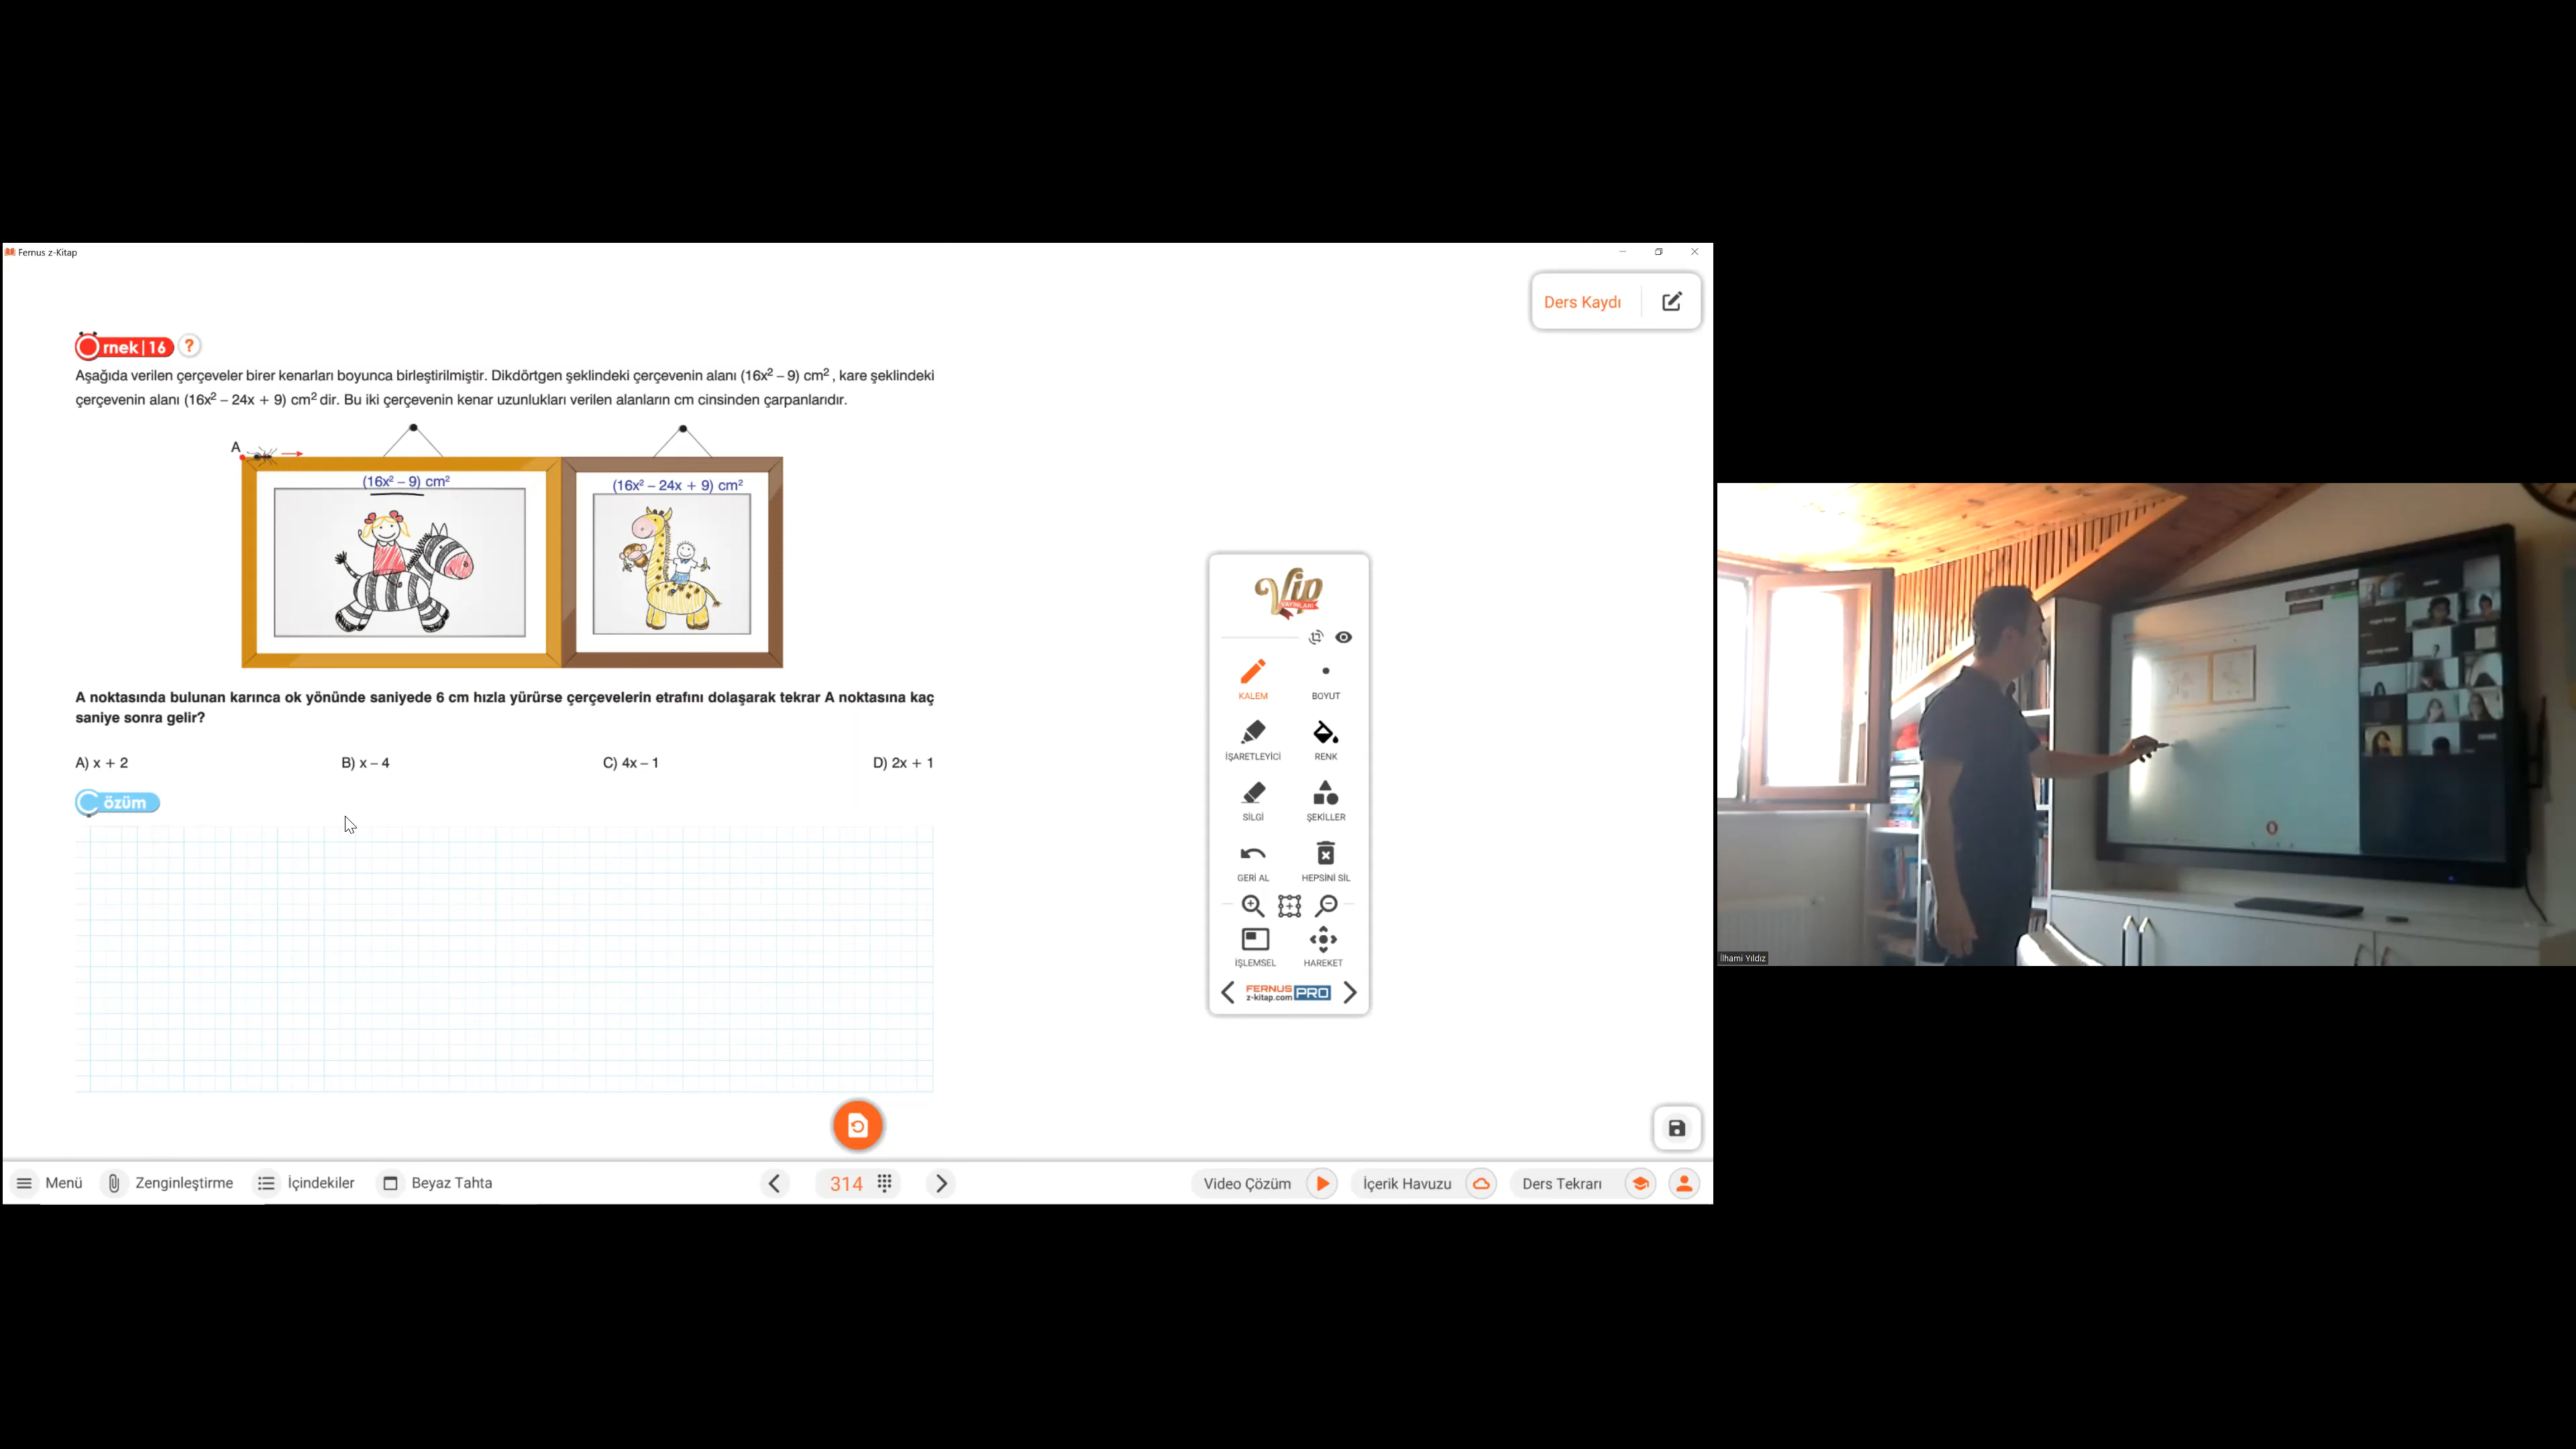 Fernus z-Kitap
Ders Kaydı
Örnek|16 ?
Aşağıda verilen çerçeveler birer kenarları boyunca birleştirilmiştir. Dikdörtgen şeklindeki çerçevenin alanı (16x² – 9) cm², kare şeklindeki
çerçevenin alanı (16x² – 24x + 9) cm² dir. Bu iki çerçevenin kenar uzunlukları verilen alanların cm cinsinden çarpanlarıdır.
A
(16x² – 9) cm²
(16x² – 24x + 9) cm²
A noktasında bulunan karınca ok yönünde saniyede 6 cm hızla yürürse çerçevelerin etrafını dolaşarak tekrar A noktasına kaç
saniye sonra gelir?
A) x + 2 B) x – 4 C) 4x – 1 D) 2x + 1
Çözüm
Vip
YAYINLARI
KALEM BOYUT
İŞARETLEYİCİ RENK
SİLGİ ŞEKİLLER
GERİ AL HEPSİNİ SİL
İŞLEMSEL HAREKET
FERNUS
z-kitap.com PRO
İlhami Yıldız
Menü Zenginleştirme İçindekiler Beyaz Tahta 314 Video Çözüm İçerik Havuzu Ders Tekrarı